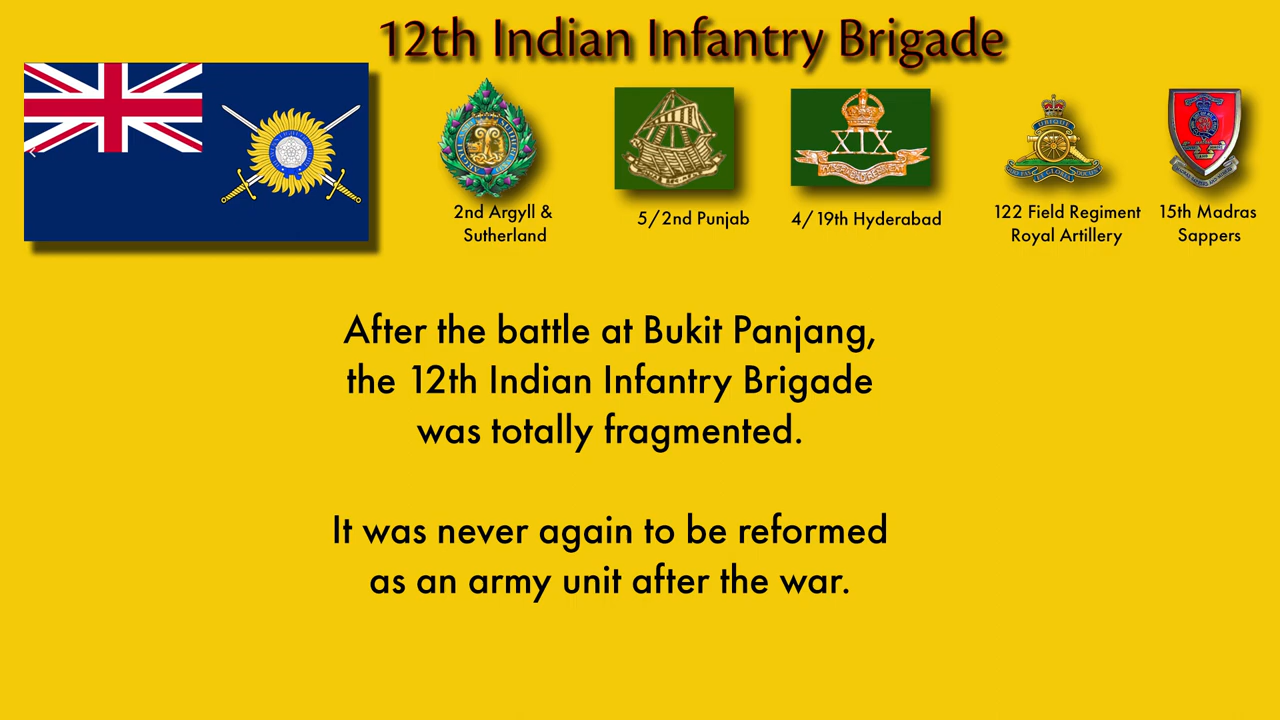 12th Indian Infantry Brigade
2nd Argyll &
Sutherland
5/2nd Punjab
4/19th Hyderabad
122 Field Regiment
Royal Artillery
15th Madras
Sappers
XIX
UBIQUE
After the battle at Bukit Panjang,
the 12th Indian Infantry Brigade
was totally fragmented.
It was never again to be reformed
as an army unit after the war.